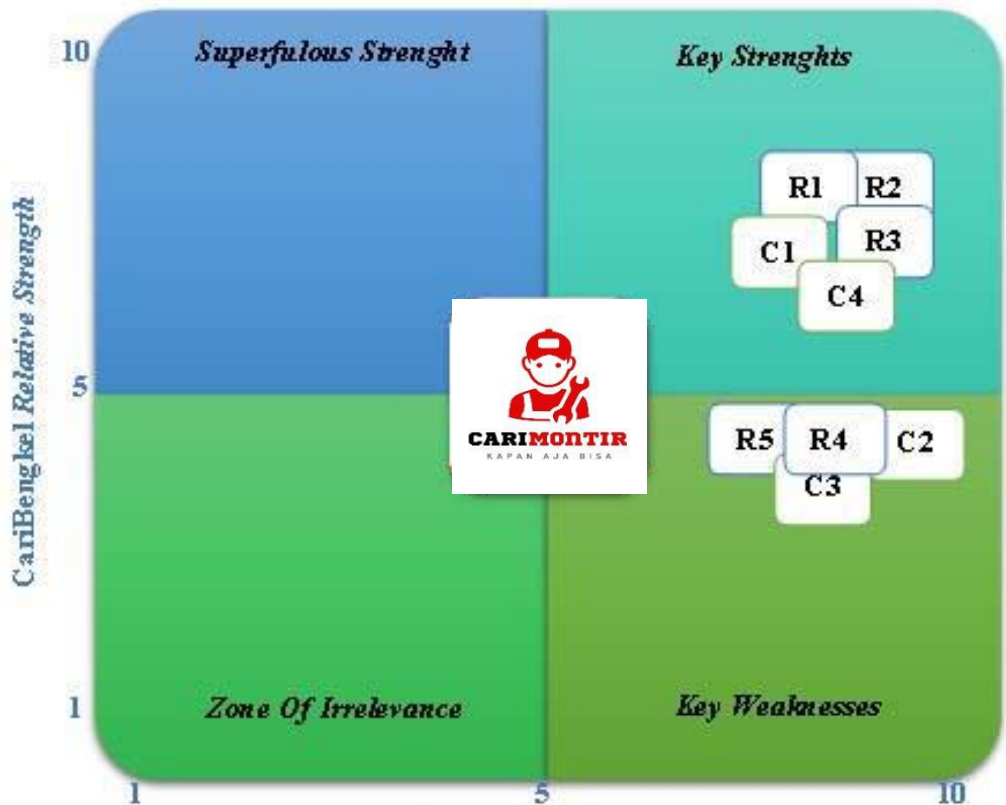 10
Superfulous Strenght
Key Strenghts
R1
R2
C1
R3
C4
CariBengkel Relative Strength
5
CARIMONTIR
KAPAN AJA BISA
R5
R4
C2
C3
1
Zone Of Irrelevance
Key Weaknesses
1
5
10